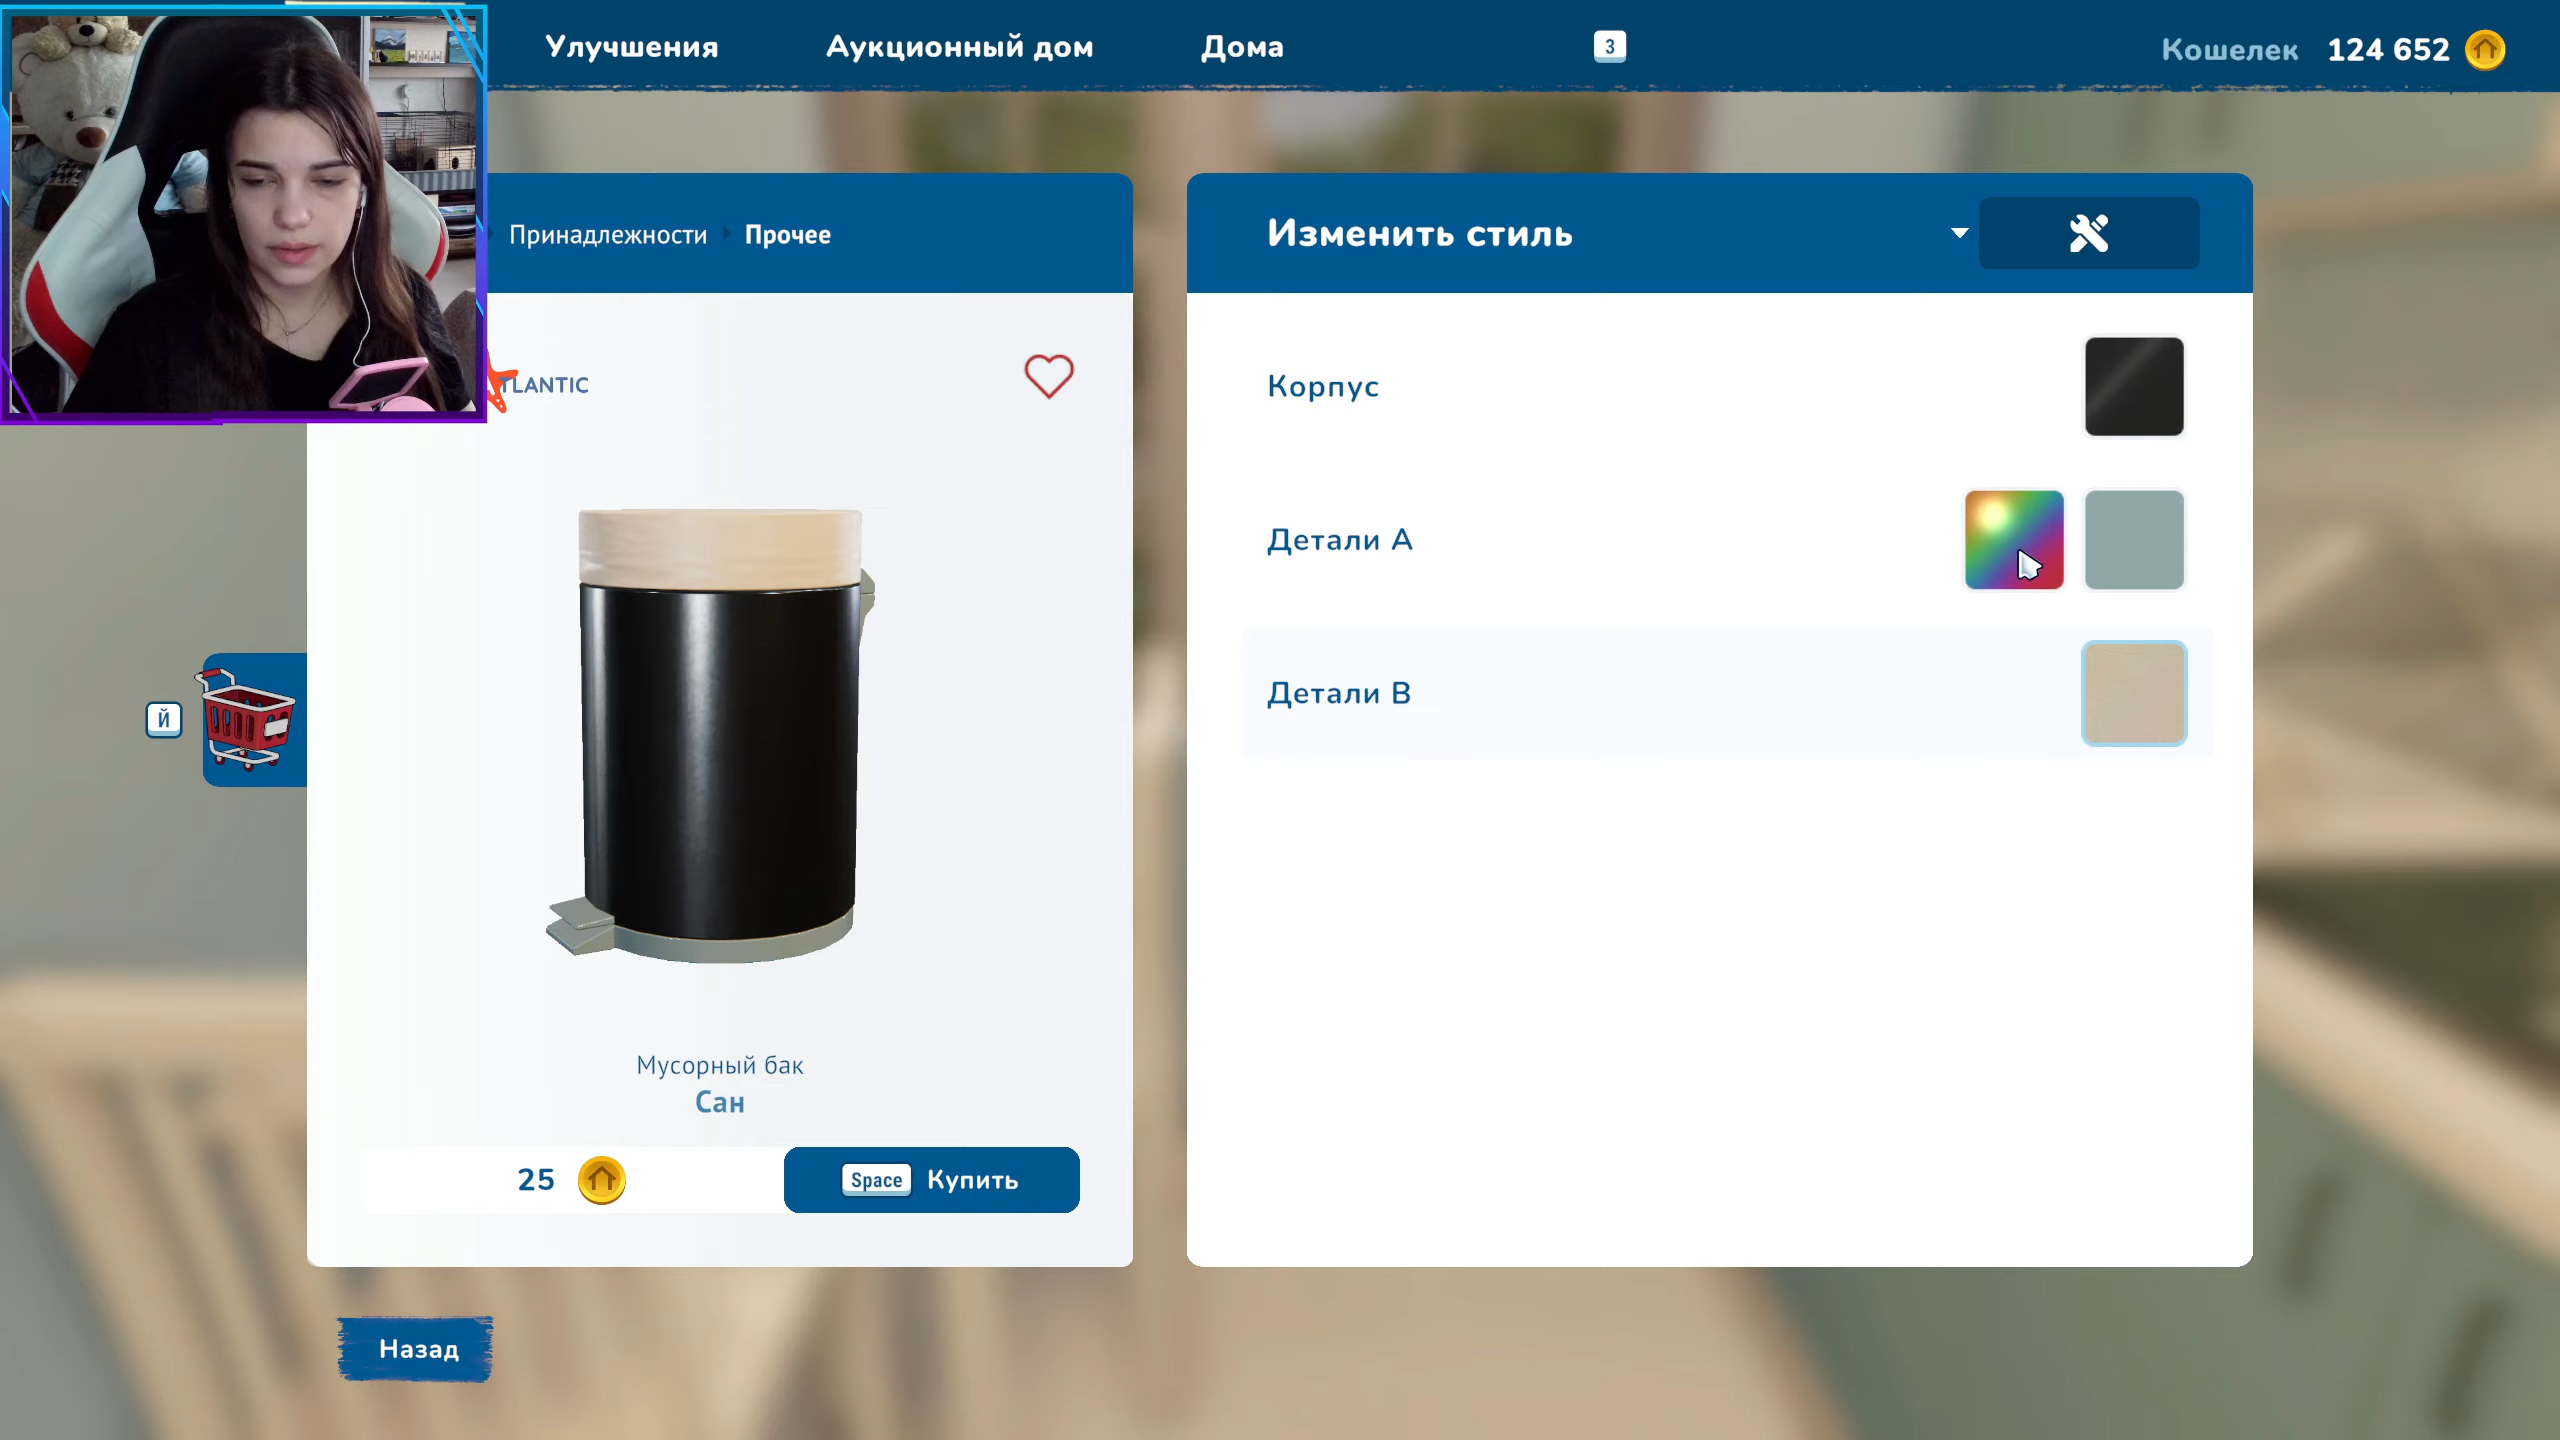 Улучшения
Аукционный дом
Дома
3
Кошелек 124 652
Принадлежности Прочее
TLANTIC
Изменить стиль
Корпус
Детали A
Детали B
Й
Мусорный бак
Сан
25
Space Купить
Назад